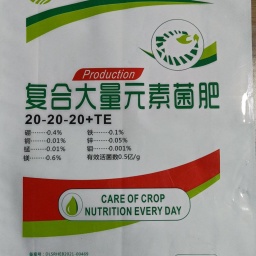 Production
复合大量元素菌肥
20-20-20+TE
硼--------0.4% 铁--------0.1%
铜--------0.01% 锌--------0.05%
锰--------0.01% 钼--------0.001%
镁--------0.6% 有效活菌数0.5亿/g
CARE OF CROP
NUTRITION EVERY DAY